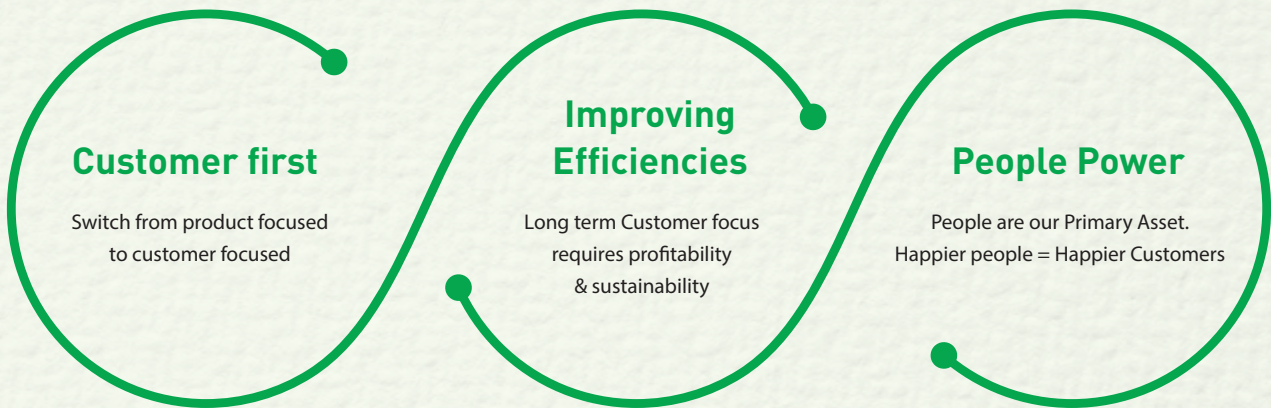 Customer first
Switch from product focused
to customer focused
Improving
Efficiencies
Long term Customer focus
requires profitability
& sustainability
People Power
People are our Primary Asset.
Happier people = Happier Customers